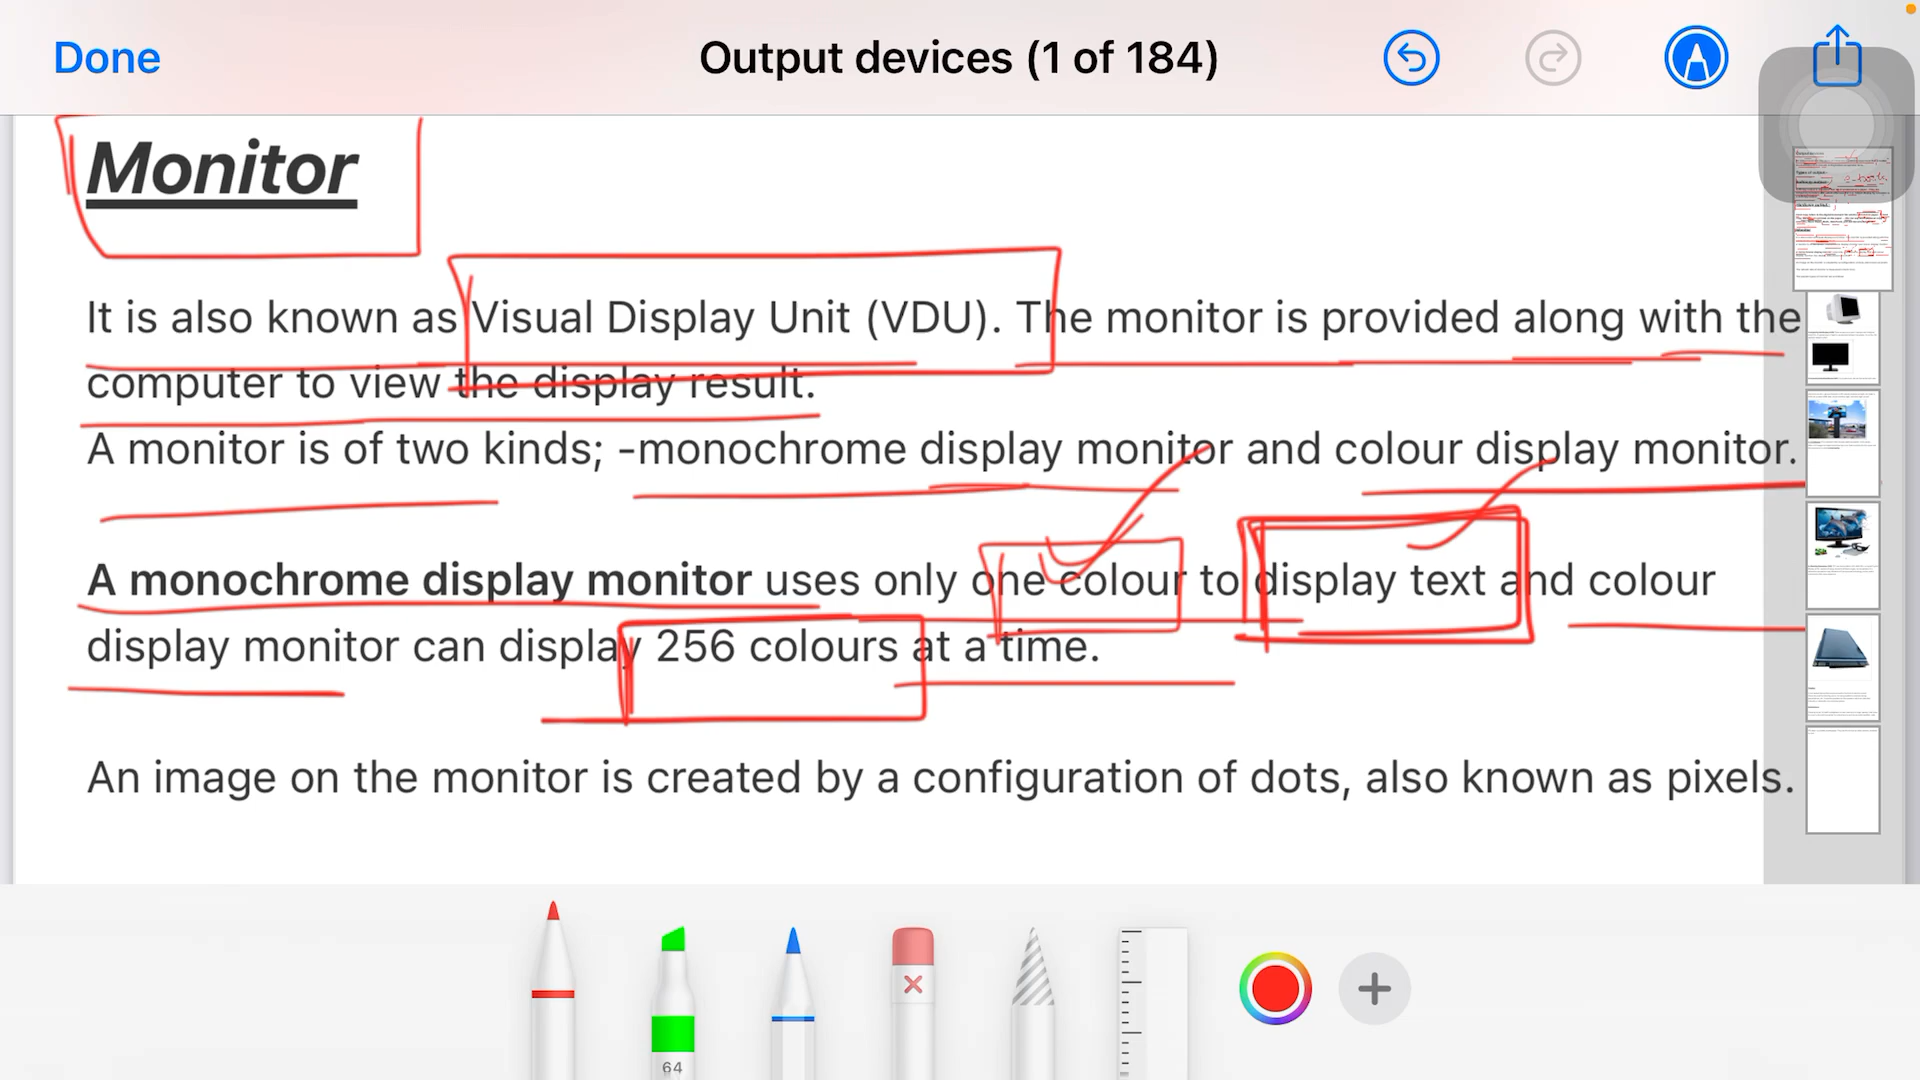 Done
Output devices (1 of 184)
Monitor
It is also known as Visual Display Unit (VDU). The monitor is provided along with the
computer to view the display result.
A monitor is of two kinds; -monochrome display monitor and colour display monitor.
A monochrome display monitor uses only one colour to display text and colour
display monitor can display 256 colours at a time.
An image on the monitor is created by a configuration of dots, also known as pixels.
64